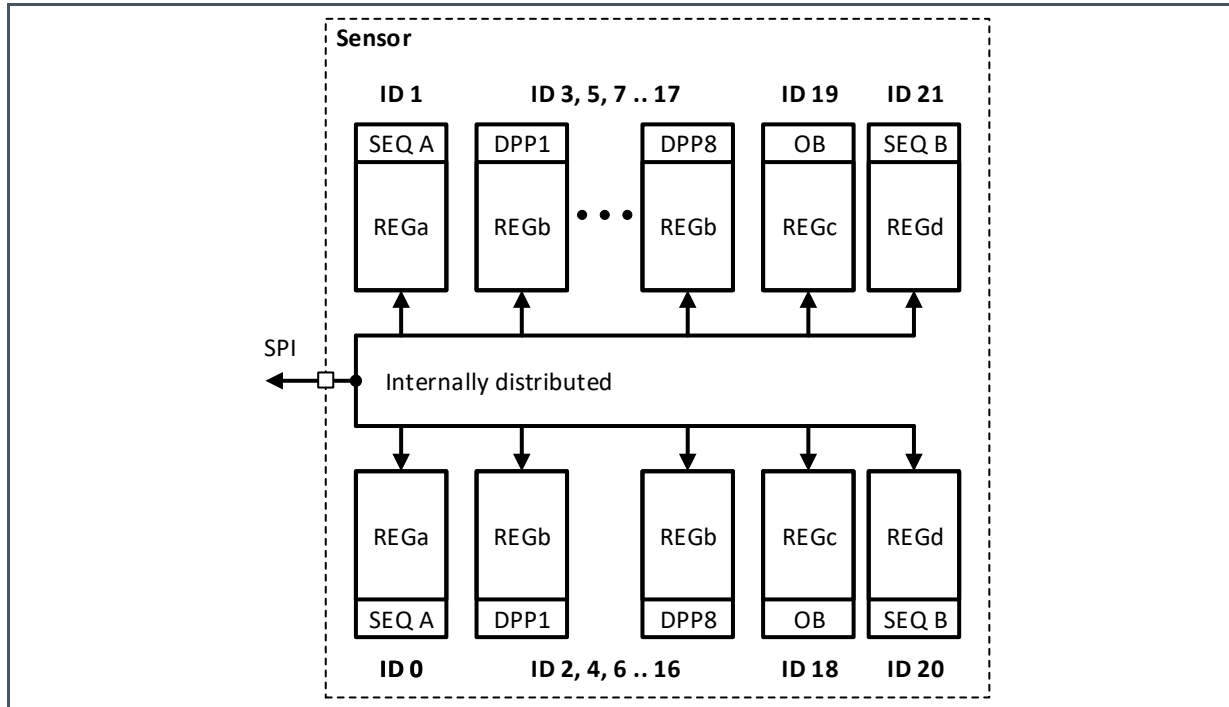 Sensor
ID 1 ID 3, 5, 7 .. 17 ID 19 ID 21
SEQ A DPP1 DPP8 OB SEQ B
REGa REGb REGb REGc REGd
SPI
Internally distributed
REGa REGb REGb REGc REGd
SEQ A DPP1 DPP8 OB SEQ B
ID 0 ID 2, 4, 6 .. 16 ID 18 ID 20